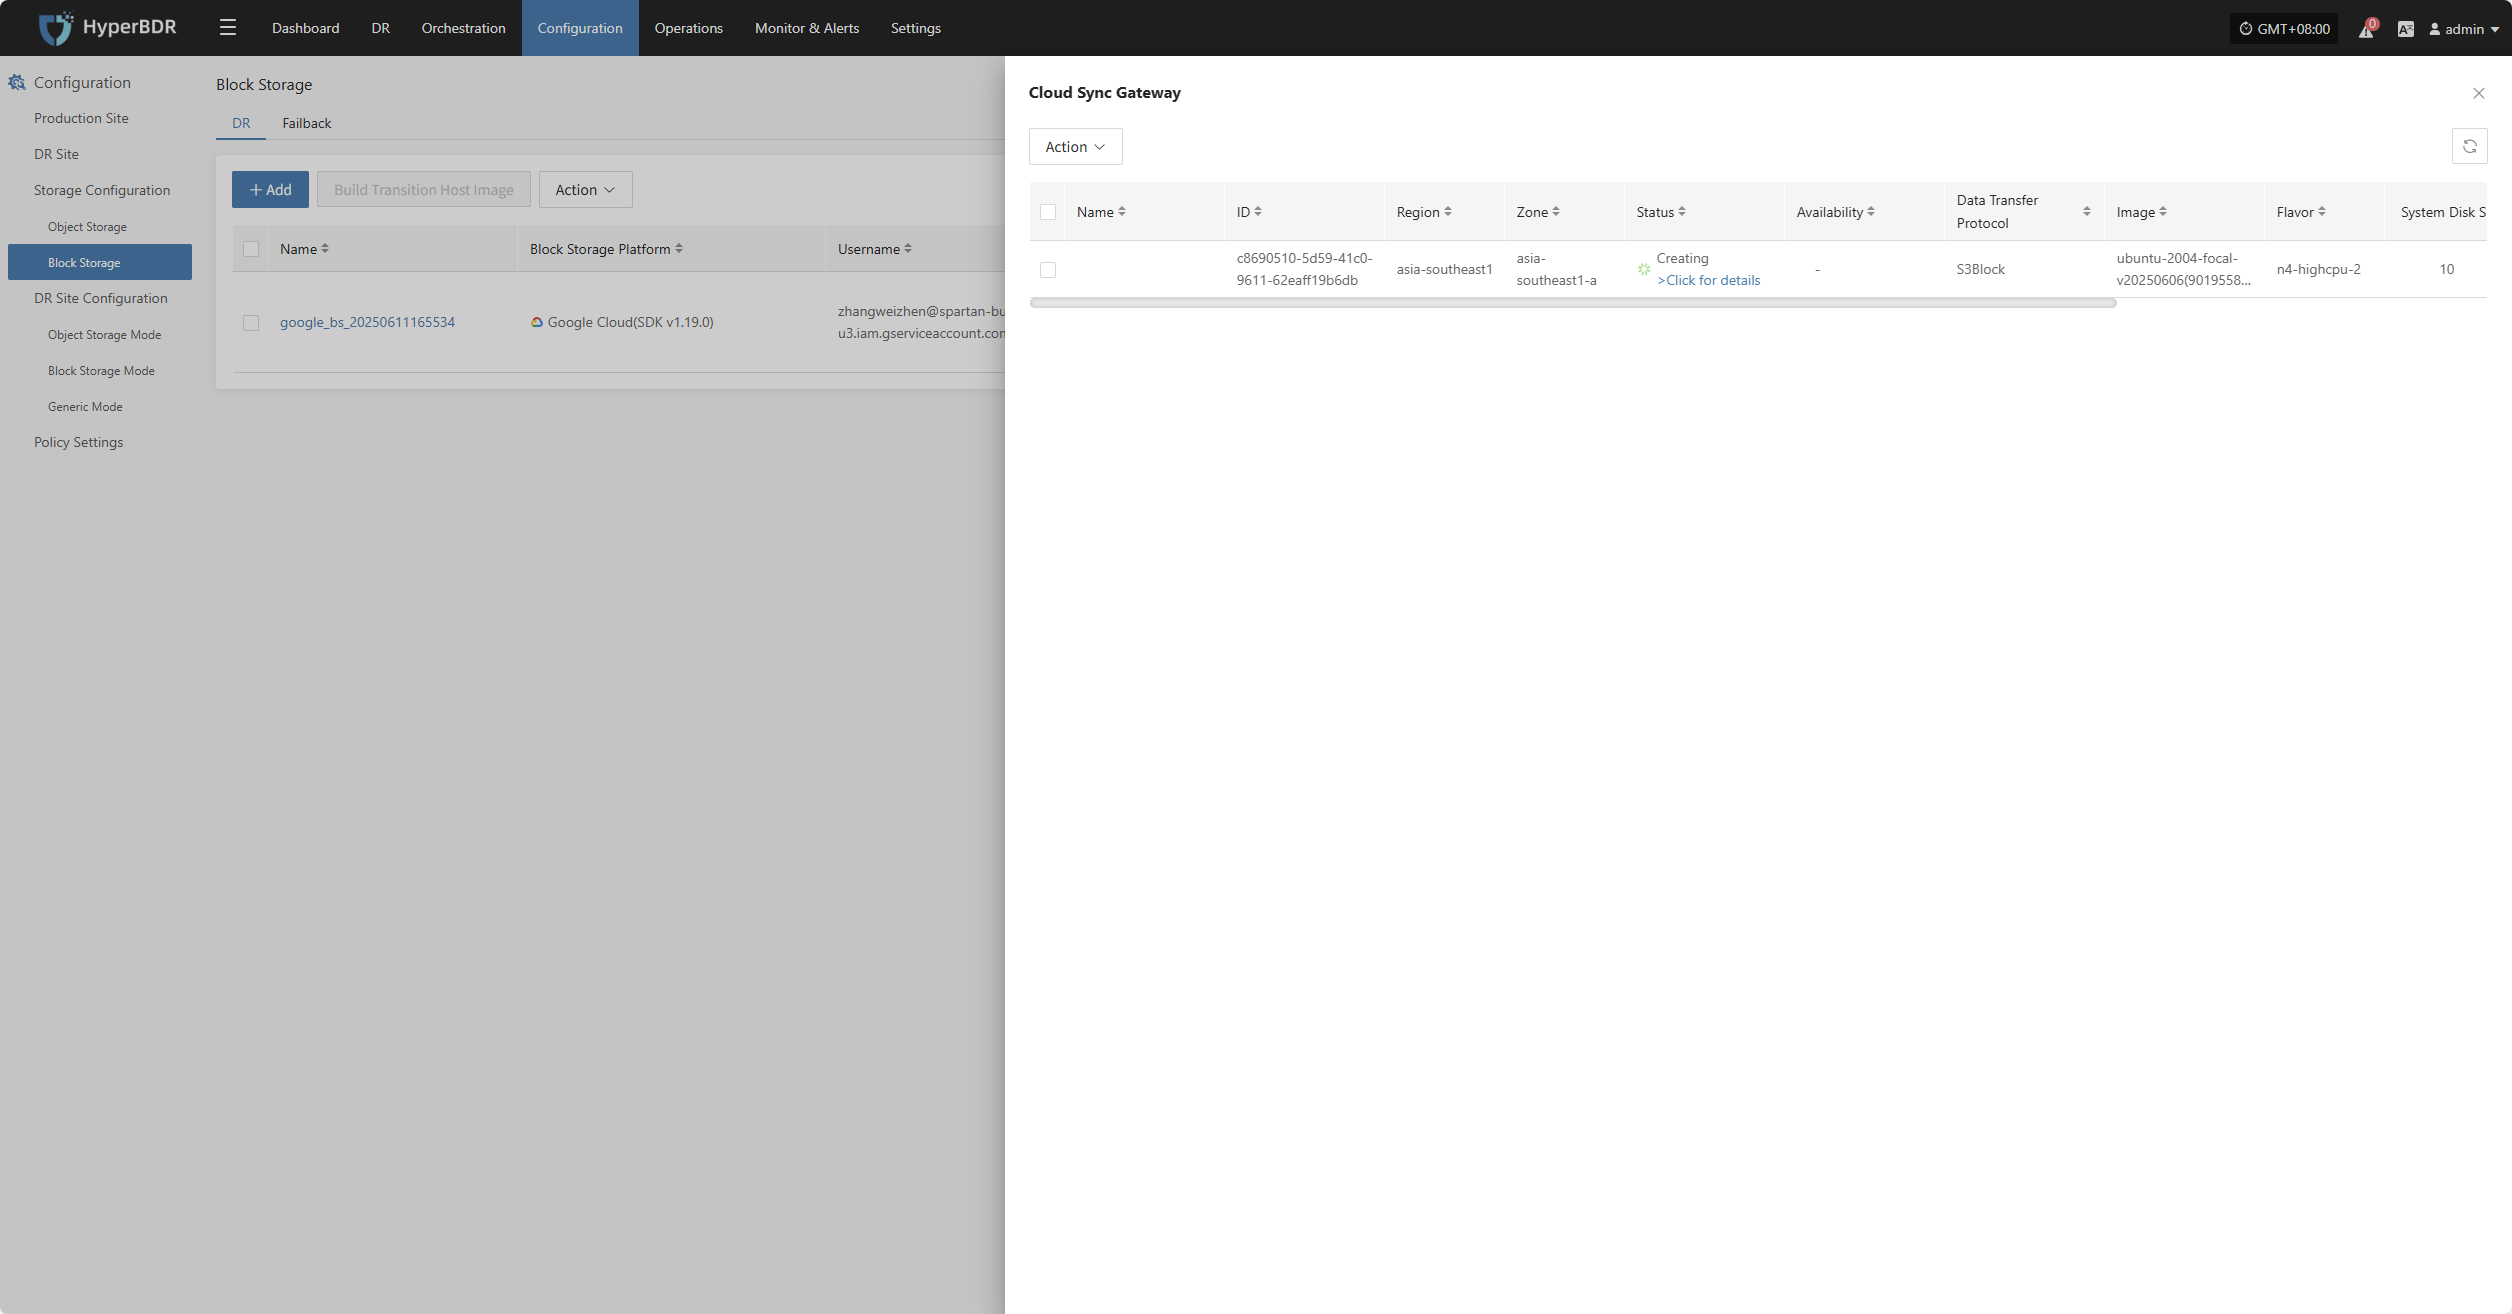 HyperBDR
Dashboard
DR
Orchestration
Configuration
Operations
Monitor & Alerts
Settings
GMT+08:00
0
admin
Configuration
Production Site
DR Site
Storage Configuration
Object Storage
Block Storage
DR Site Configuration
Object Storage Mode
Block Storage Mode
Generic Mode
Policy Settings
Block Storage
DR
Failback
+ Add
Build Transition Host Image
Action
Name
Block Storage Platform
Username
google_bs_20250611165534
Google Cloud(SDK v1.19.0)
zhangweizhen@spartan-bu
u3.iam.gserviceaccount.com
Cloud Sync Gateway
Action
Name
ID
Region
Zone
Status
Availability
Data Transfer
Protocol
Image
Flavor
System Disk S
c8690510-5d59-41c0-
9611-62eaff19b6db
asia-southeast1
asia-
southeast1-a
Creating
>Click for details
-
S3Block
ubuntu-2004-focal-
v20250606(9019558...
n4-highcpu-2
10